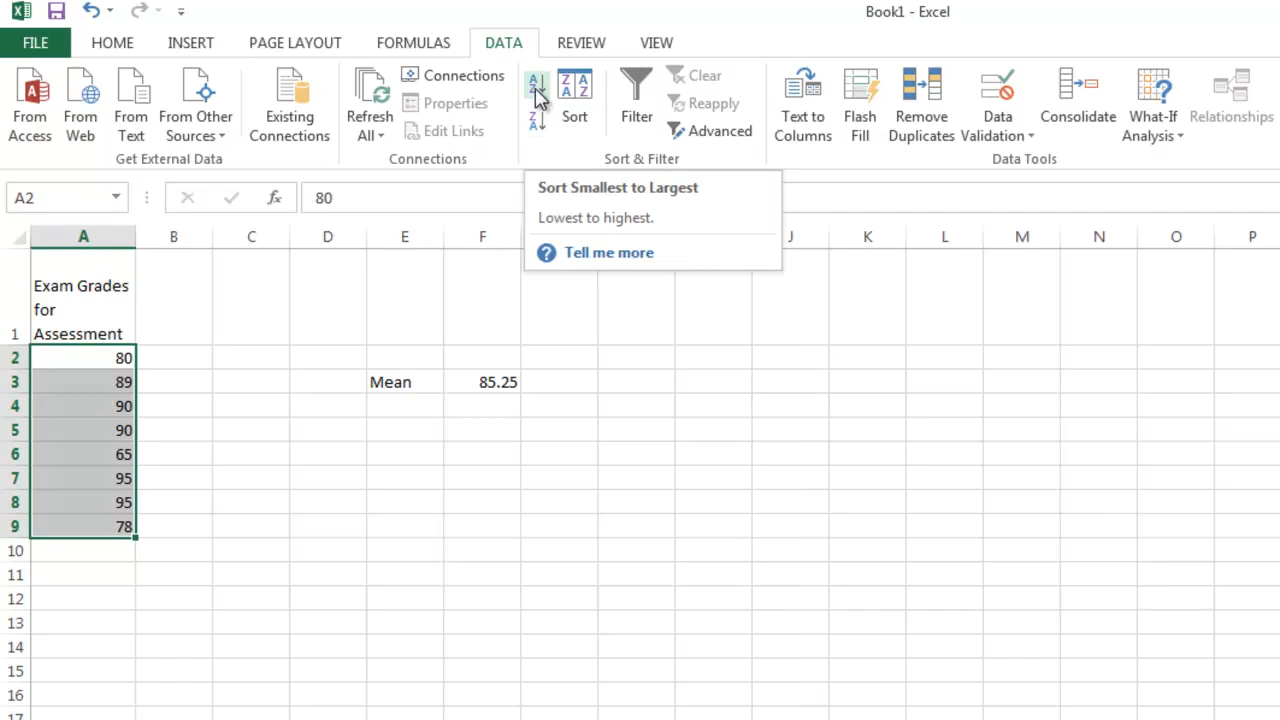 Book1 - Excel
FILE HOME INSERT PAGE LAYOUT FORMULAS DATA REVIEW VIEW
From Access
From Web
From Text
From Other Sources
Existing Connections
Get External Data
Refresh All
Connections
Properties
Edit Links
Connections
Sort
Filter
Clear
Reapply
Advanced
Sort & Filter
Text to Columns
Flash Fill
Remove Duplicates
Data Validation
Consolidate
What-If Analysis
Relationships
Data Tools
A2 fx 80
Sort Smallest to Largest
Lowest to highest.
? Tell me more
A B C D E F J K L M N O P
Exam Grades
for
1 Assessment
2 80
3 89 Mean 85.25
4 90
5 90
6 65
7 95
8 95
9 78
10
11
12
13
14
15
16
17